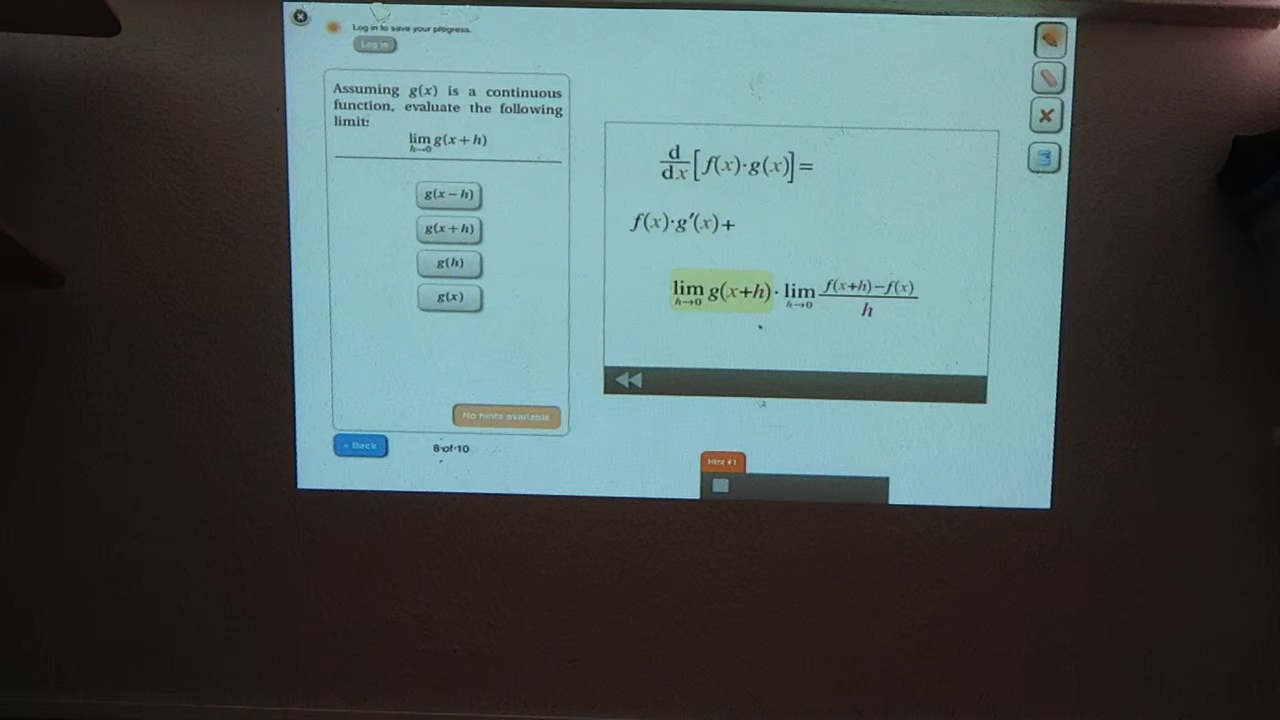 Log in to save your progress.
Log in
Assuming g(x) is a continuous
function, evaluate the following
limit:
lim g(x + h)
h→0
g(x − h)
g(x + h)
g(h)
g(x)
No hints available
- Back
8 of 10
d/dx [f(x)·g(x)] =
f(x)·g′(x)+
lim g(x+h) · lim f(x+h)−f(x)
h→0 h→0 h
Hint #1